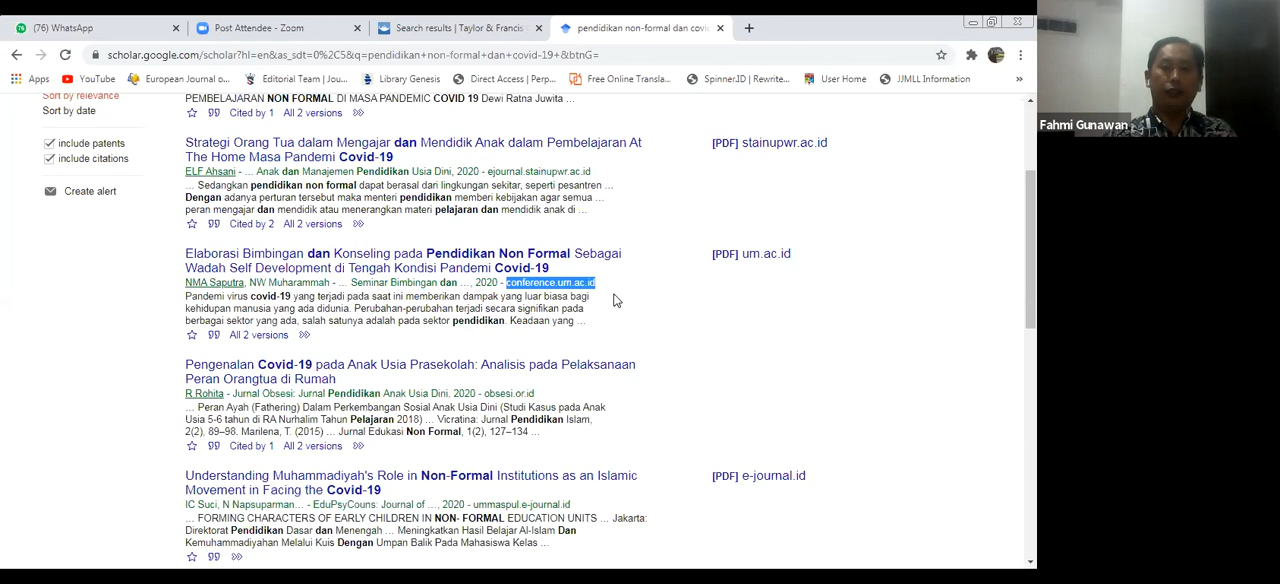 (76) WhatsApp
Post Attendee - Zoom
Search results | Taylor & Francis
pendidikan non-formal dan covi
scholar.google.com/scholar?hl=en&as_sdt=0%2C5&q=pendidikan+non-formal+dan+covid-19+&btnG=
Apps
YouTube
European Journal o...
Editorial Team | Jou...
Library Genesis
Direct Access | Perp...
Free Online Transla...
SpinnerID | Rewrite...
User Home
JJMLL Information
»
Fahmi Gunawan
Sort by relevance
Sort by date
include patents
include citations
Create alert
PEMBELAJARAN NON FORMAL DI MASA PANDEMIC COVID 19 Dewi Ratna Juwita ...
Cited by 1 All 2 versions
Strategi Orang Tua dalam Mengajar dan Mendidik Anak dalam Pembelajaran At
The Home Masa Pandemi Covid-19
[PDF] stainupwr.ac.id
ELF Ahsani - ... Anak dan Manajemen Pendidikan Usia Dini, 2020 - ejournal.stainupwr.ac.id
... Sedangkan pendidikan non formal dapat berasal dari lingkungan sekitar, seperti pesantren ...
Dengan adanya perturan tersebut maka menteri pendidikan memberi kebijakan agar semua ...
peran mengajar dan mendidik atau menerangkan materi pelajaran dan mendidik anak di ...
Cited by 2 All 2 versions
Elaborasi Bimbingan dan Konseling pada Pendidikan Non Formal Sebagai
Wadah Self Development di Tengah Kondisi Pandemi Covid-19
[PDF] um.ac.id
NMA Saputra, NW Muharammah - ... Seminar Bimbingan dan ..., 2020 - conference.um.ac.id
Pandemi virus covid-19 yang terjadi pada saat ini memberikan dampak yang luar biasa bagi
kehidupan manusia yang ada didunia. Perubahan-perubahan terjadi secara signifikan pada
berbagai sektor yang ada, salah satunya adalah pada sektor pendidikan. Keadaan yang ...
All 2 versions
Pengenalan Covid-19 pada Anak Usia Prasekolah: Analisis pada Pelaksanaan
Peran Orangtua di Rumah
R Rohita - Jurnal Obsesi: Jurnal Pendidikan Anak Usia Dini, 2020 - obsesi.or.id
... Peran Ayah (Fathering) Dalam Perkembangan Sosial Anak Usia Dini (Studi Kasus pada Anak
Usia 5-6 tahun di RA Nurhalim Tahun Pelajaran 2018) ... Vicratina: Jurnal Pendidikan Islam,
2(2), 89–98. Marilena, T. (2015) ... Jurnal Edukasi Non Formal, 1(2), 127–134 ...
Cited by 1 All 2 versions
Understanding Muhammadiyah's Role in Non-Formal Institutions as an Islamic
Movement in Facing the Covid-19
[PDF] e-journal.id
IC Suci, N Napsuparman... - EduPsyCouns: Journal of ..., 2020 - ummaspul.e-journal.id
... FORMING CHARACTERS OF EARLY CHILDREN IN NON- FORMAL EDUCATION UNITS ... Jakarta:
Direktorat Pendidikan Dasar dan Menengah ... Meningkatkan Hasil Belajar Al-Islam Dan
Kemuhammadiyahan Melalui Kuis Dengan Umpan Balik Pada Mahasiswa Kelas ...